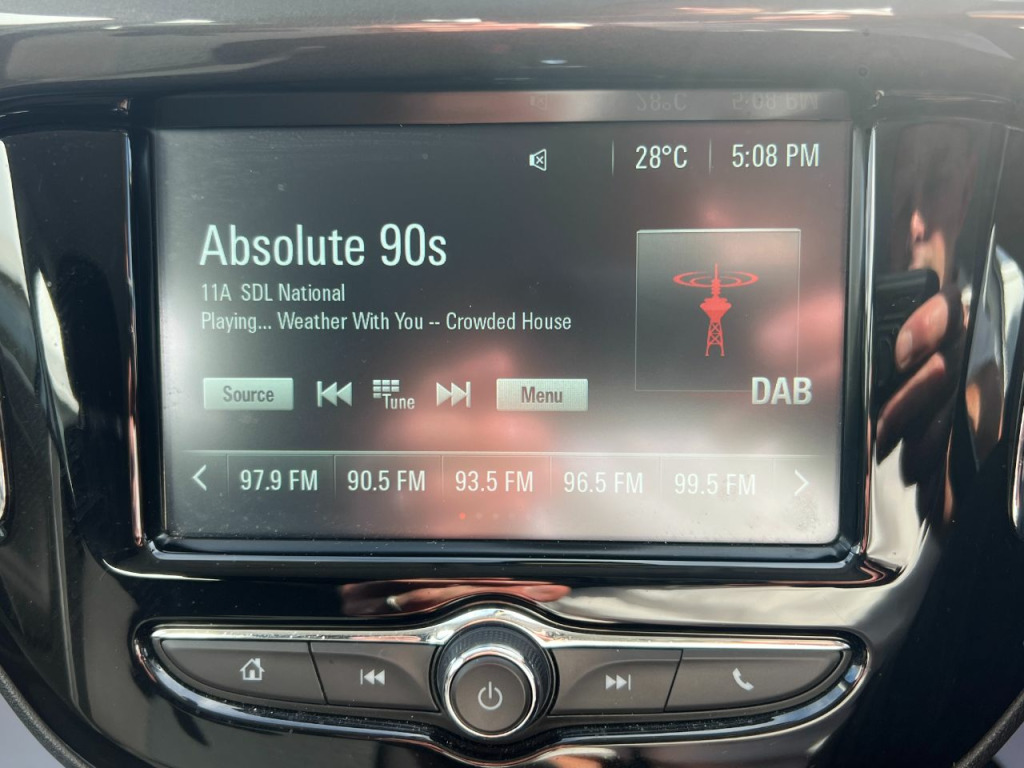 28°C 5:08 PM
Absolute 90s
11A SDL National
Playing... Weather With You -- Crowded House
Source Tune Menu
DAB
97.9 FM 90.5 FM 93.5 FM 96.5 FM 99.5 FM